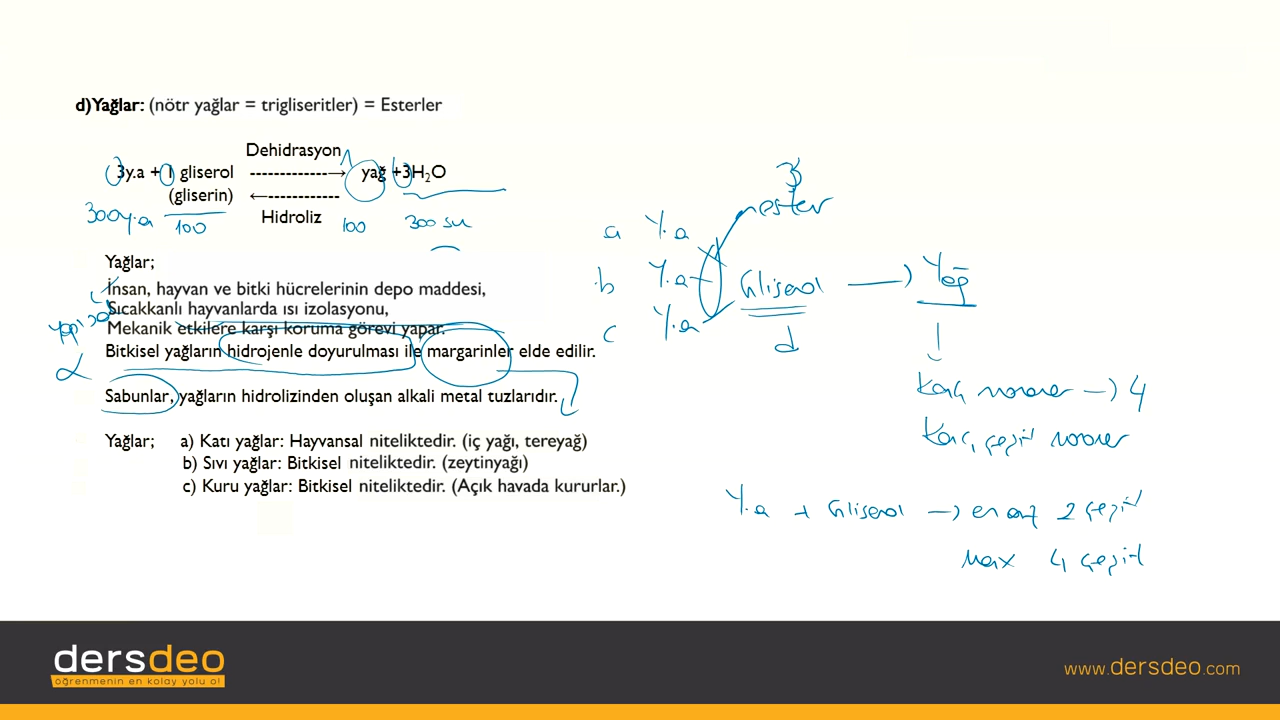 d)Yağlar: (nötr yağlar = trigliseritler) = Esterler
Dehidrasyon 1
3y.a + 1 gliserol -------------→ yağ +3H₂O
(gliserin) ←------------
Hidroliz
300 y.a 100 100 300 su
3
ester
a Y.a
b Y.a Gliserol → Yağ
c Y.a
d
Yağlar;
İnsan, hayvan ve bitki hücrelerinin depo maddesi,
Sıcakkanlı hayvanlarda ısı izolasyonu,
Mekanik etkilere karşı koruma görevi yapar.
Bitkisel yağların hidrojenle doyurulması ile margarinler elde edilir.
Sabunlar, yağların hidrolizinden oluşan alkali metal tuzlarıdır.
Kaç monomer → 4
Kaç çeşit monomer
Yağlar; a) Katı yağlar: Hayvansal niteliktedir. (iç yağı, tereyağ)
b) Sıvı yağlar: Bitkisel niteliktedir. (zeytinyağı)
c) Kuru yağlar: Bitkisel niteliktedir. (Açık havada kururlar.)
Y.a + Gliserol → en az 2 çeşit
max 4 çeşit
dersdeo
öğrenmenin en kolay yolu o!
www.dersdeo.com